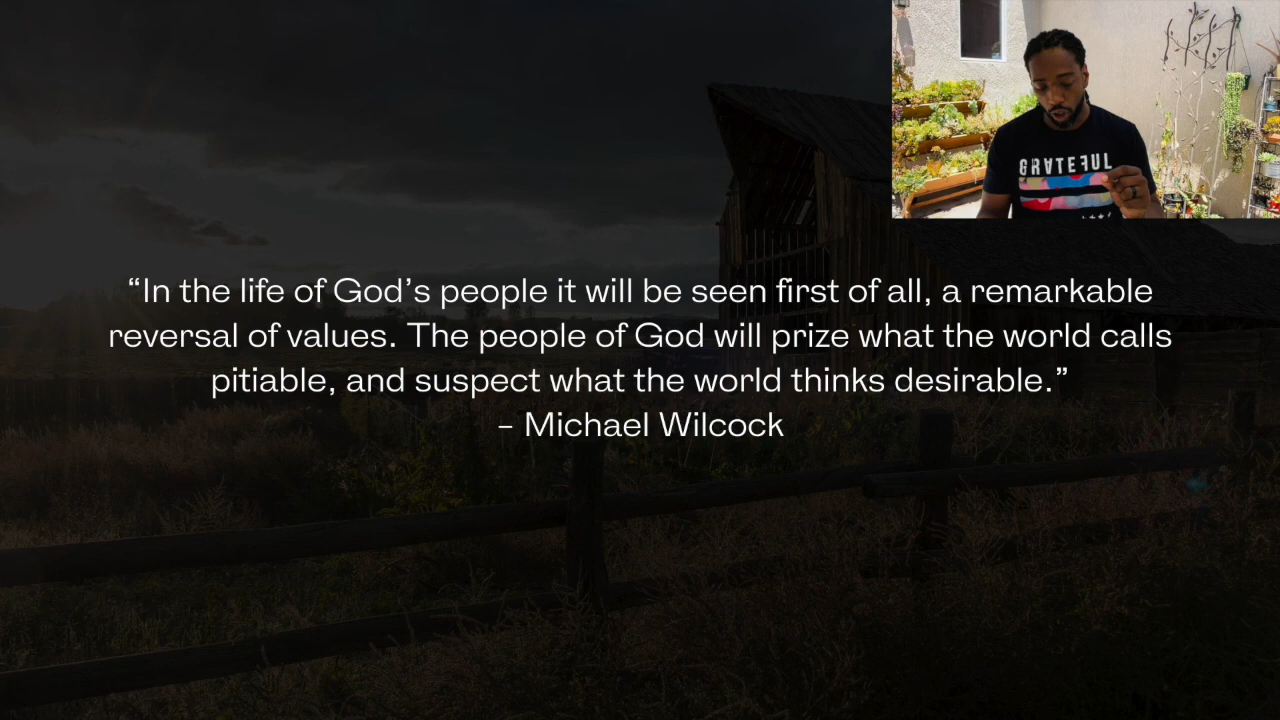 GRATEFUL
“In the life of God’s people it will be seen first of all, a remarkable
reversal of values. The people of God will prize what the world calls
pitiable, and suspect what the world thinks desirable.”
– Michael Wilcock